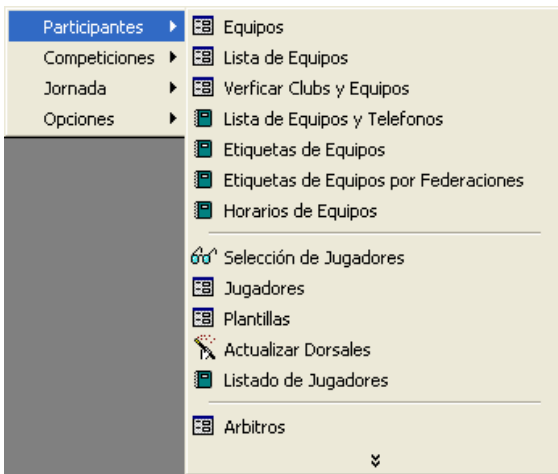 Participantes
Competiciones
Jornada
Opciones
Equipos
Lista de Equipos
Verficar Clubs y Equipos
Lista de Equipos y Telefonos
Etiquetas de Equipos
Etiquetas de Equipos por Federaciones
Horarios de Equipos
Selección de Jugadores
Jugadores
Plantillas
Actualizar Dorsales
Listado de Jugadores
Arbitros